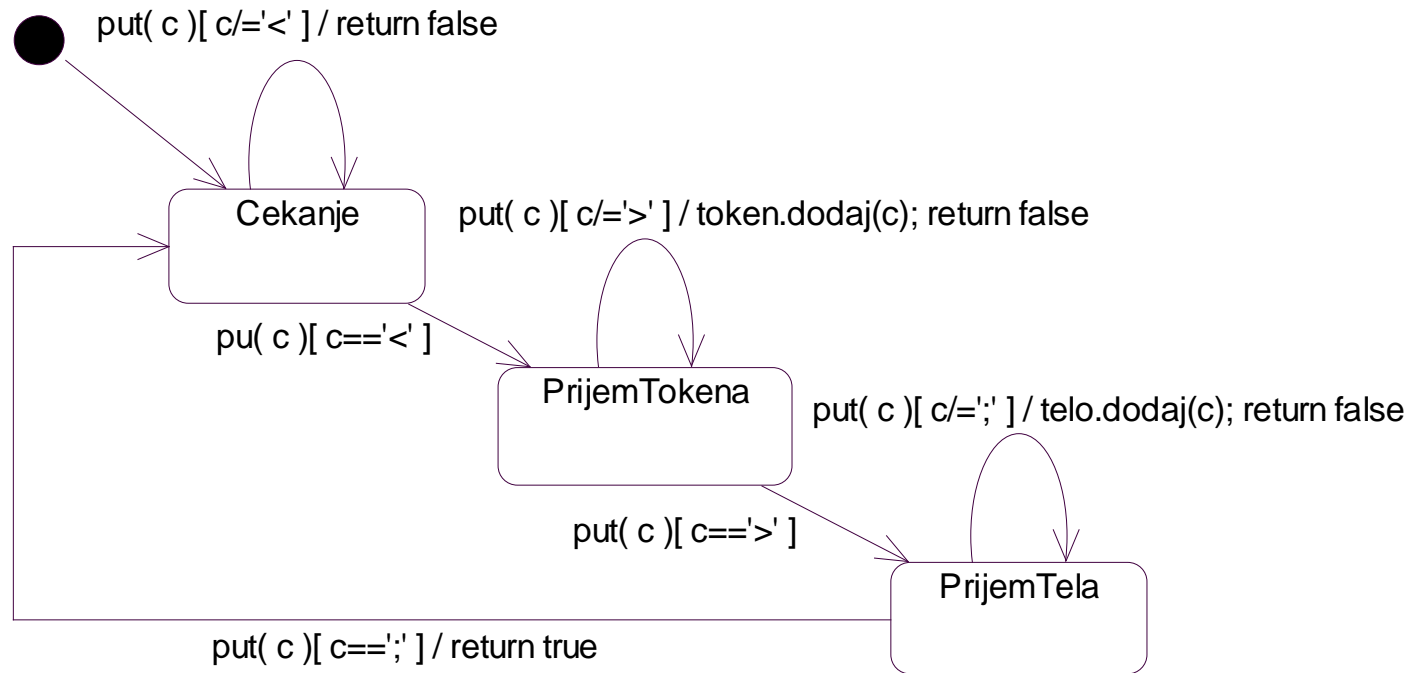 put( c )[ c/='<' ] / return false
Cekanje
put( c )[ c/='>' ] / token.dodaj(c); return false
pu( c )[ c=='<' ]
PrijemTokena
put( c )[ c/=';' ] / telo.dodaj(c); return false
put( c )[ c=='>' ]
PrijemTela
put( c )[ c==';' ] / return true